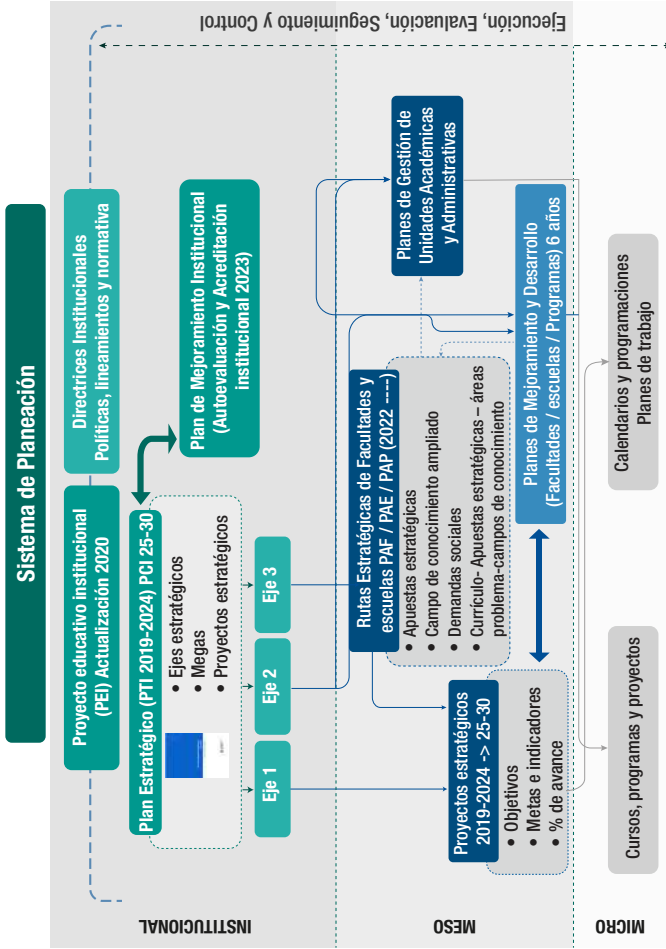 Sistema de Planeación
Proyecto educativo institucional
(PEI) Actualización 2020
Directrices Institucionales
Políticas, lineamientos y normativa
Plan Estratégico (PTI 2019-2024) PCI 25-30
• Ejes estratégicos
• Megas
• Proyectos estratégicos
Plan de Mejoramiento Institucional
(Autoevaluación y Acreditación
institucional 2023)
Eje 1
Eje 2
Eje 3
INSTITUCIONAL
Rutas Estratégicas de Facultades y
escuelas PAF / PAE / PAP (2022 ----)
• Apuestas estratégicas
• Campo de conocimiento ampliado
• Demandas sociales
• Currículo- Apuestas estratégicas – áreas
problema-campos de conocimiento
Planes de Gestión de
Unidades Académicas
y Administrativas
Proyectos estratégicos
2019-2024 -> 25-30
• Objetivos
• Metas e indicadores
• % de avance
Planes de Mejoramiento y Desarrollo
(Facultades / escuelas / Programas) 6 años
MESO
Cursos, programas y proyectos
Calendarios y programaciones
Planes de trabajo
MICRO
Ejecución, Evaluación, Seguimiento y Control